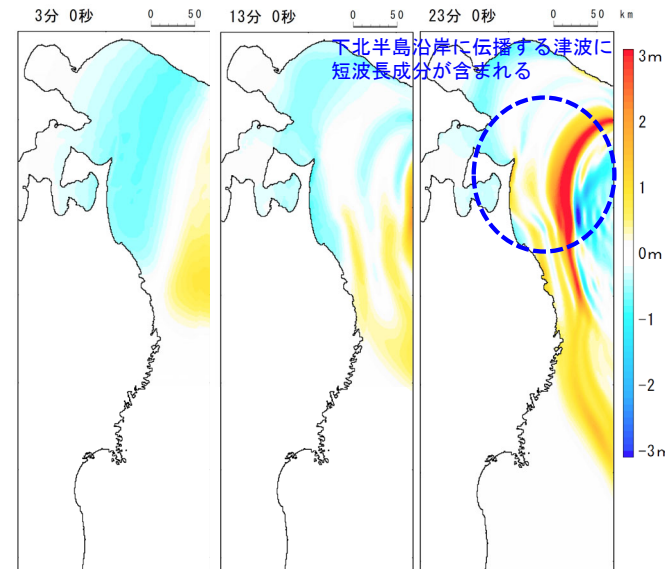 3分 0秒
0 50
13分 0秒
0 50
23分 0秒
0 50 km
下北半島沿岸に伝播する津波に
短波長成分が含まれる
3m
2
1
0m
-1
-2
-3m